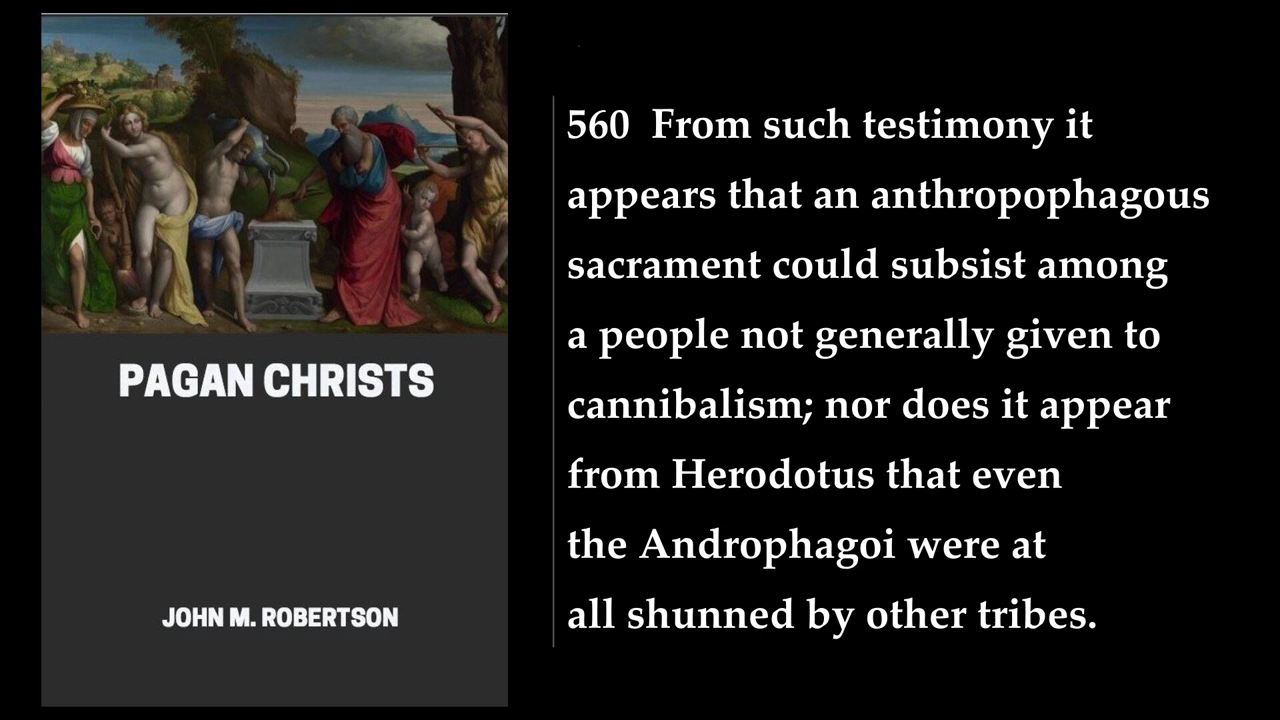 PAGAN CHRISTS
JOHN M. ROBERTSON
560 From such testimony it
appears that an anthropophagous
sacrament could subsist among
a people not generally given to
cannibalism; nor does it appear
from Herodotus that even
the Androphagoi were at
all shunned by other tribes.